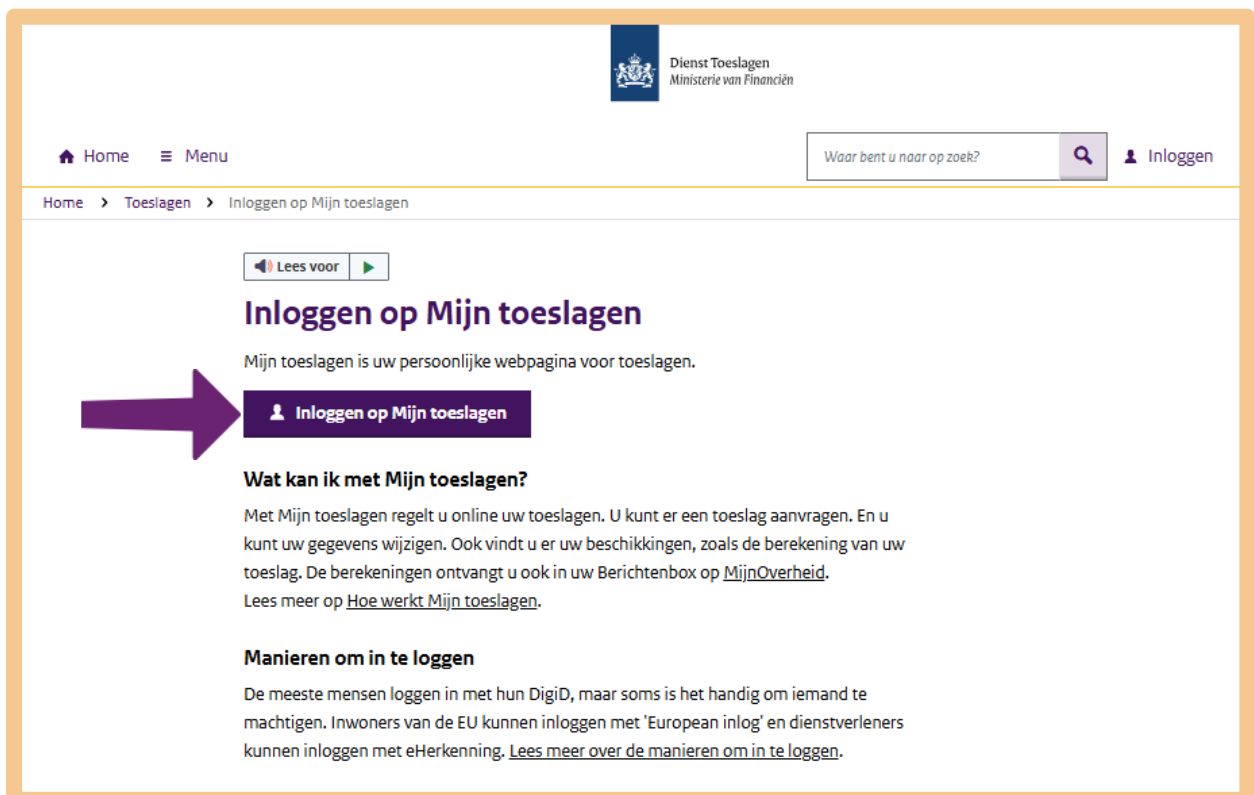 Dienst Toeslagen
Ministerie van Financiën
Home
Menu
Waar bent u naar op zoek?
Inloggen
Home > Toeslagen > Inloggen op Mijn toeslagen
Lees voor
Inloggen op Mijn toeslagen
Mijn toeslagen is uw persoonlijke webpagina voor toeslagen.
Inloggen op Mijn toeslagen
Wat kan ik met Mijn toeslagen?
Met Mijn toeslagen regelt u online uw toeslagen. U kunt er een toeslag aanvragen. En u
kunt uw gegevens wijzigen. Ook vindt u er uw beschikkingen, zoals de berekening van uw
toeslag. De berekeningen ontvangt u ook in uw Berichtenbox op MijnOverheid.
Lees meer op Hoe werkt Mijn toeslagen.
Manieren om in te loggen
De meeste mensen loggen in met hun DigiD, maar soms is het handig om iemand te
machtigen. Inwoners van de EU kunnen inloggen met 'European inlog' en dienstverleners
kunnen inloggen met eHerkenning. Lees meer over de manieren om in te loggen.